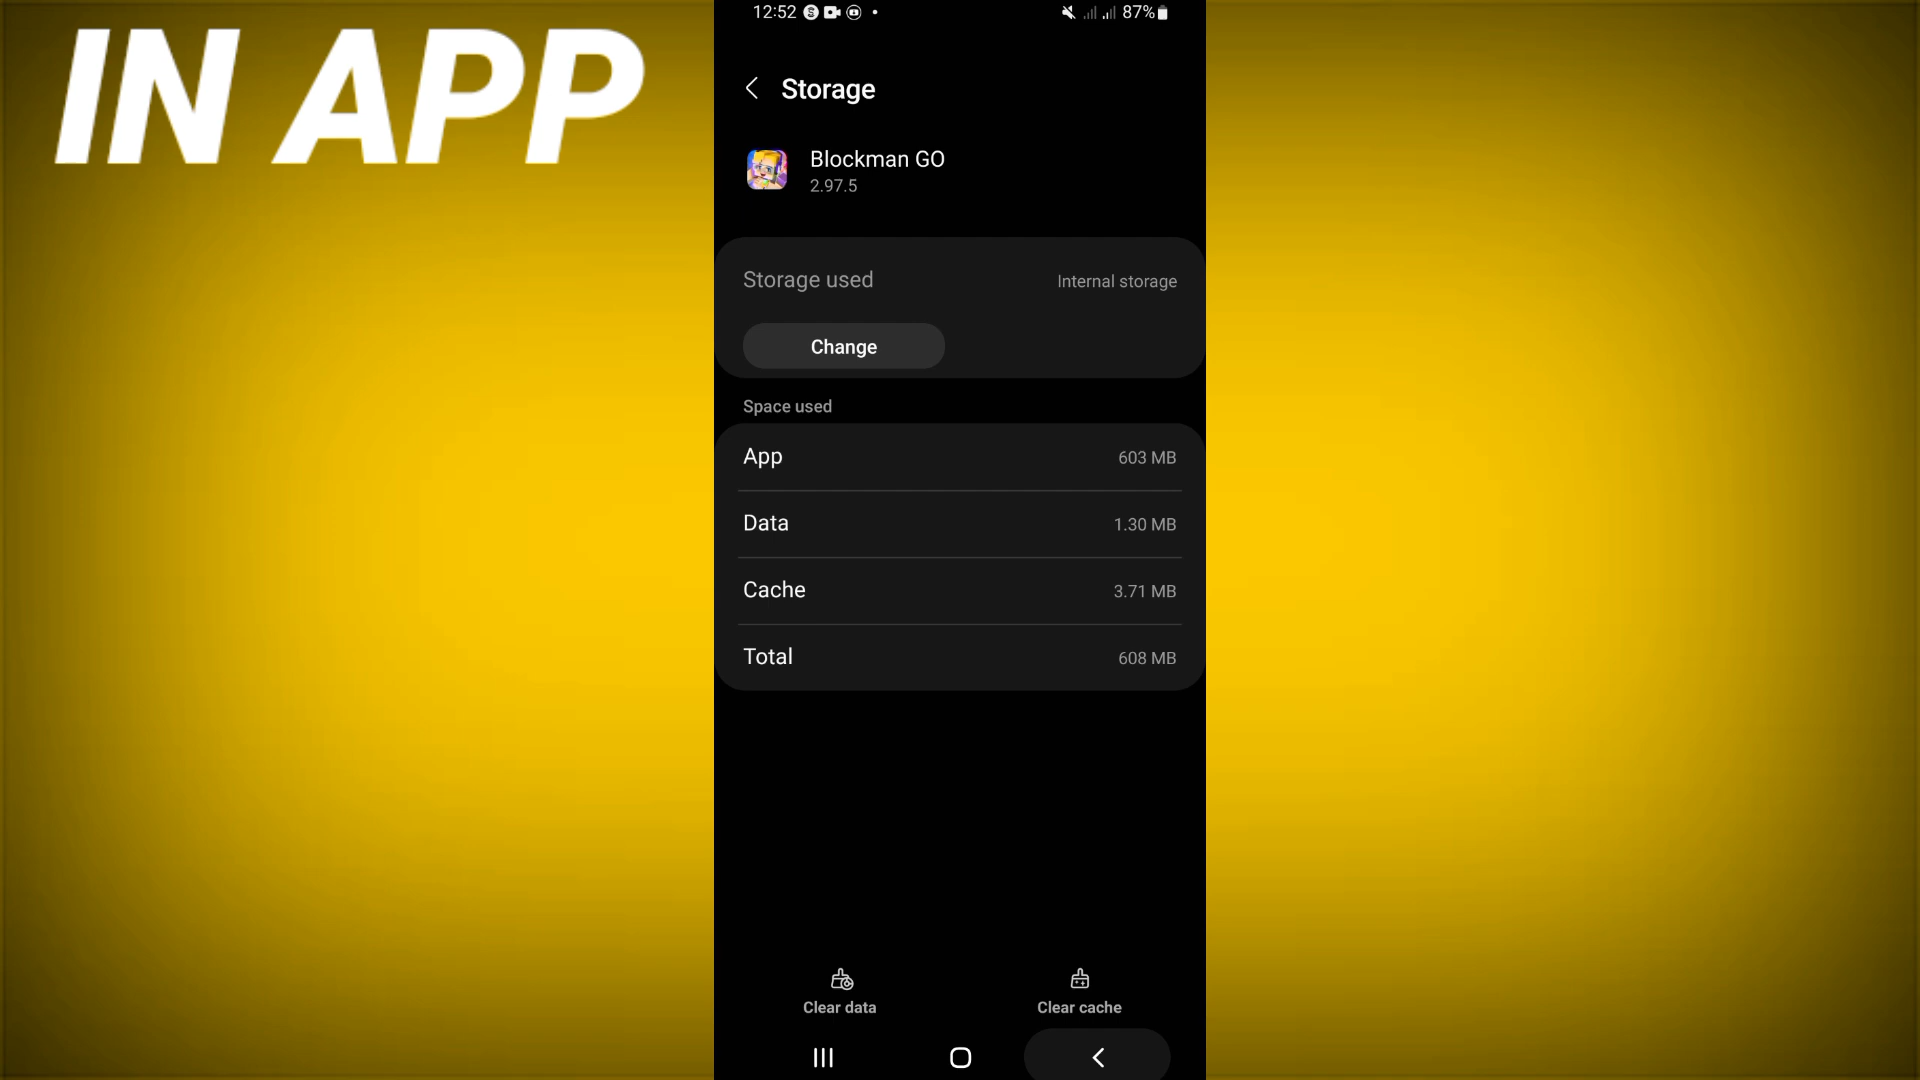 IN APP
12:52
87%
Storage
Blockman GO
2.97.5
Storage used
Internal storage
Change
Space used
App
603 MB
Data
1.30 MB
Cache
3.71 MB
Total
608 MB
Clear data
Clear cache